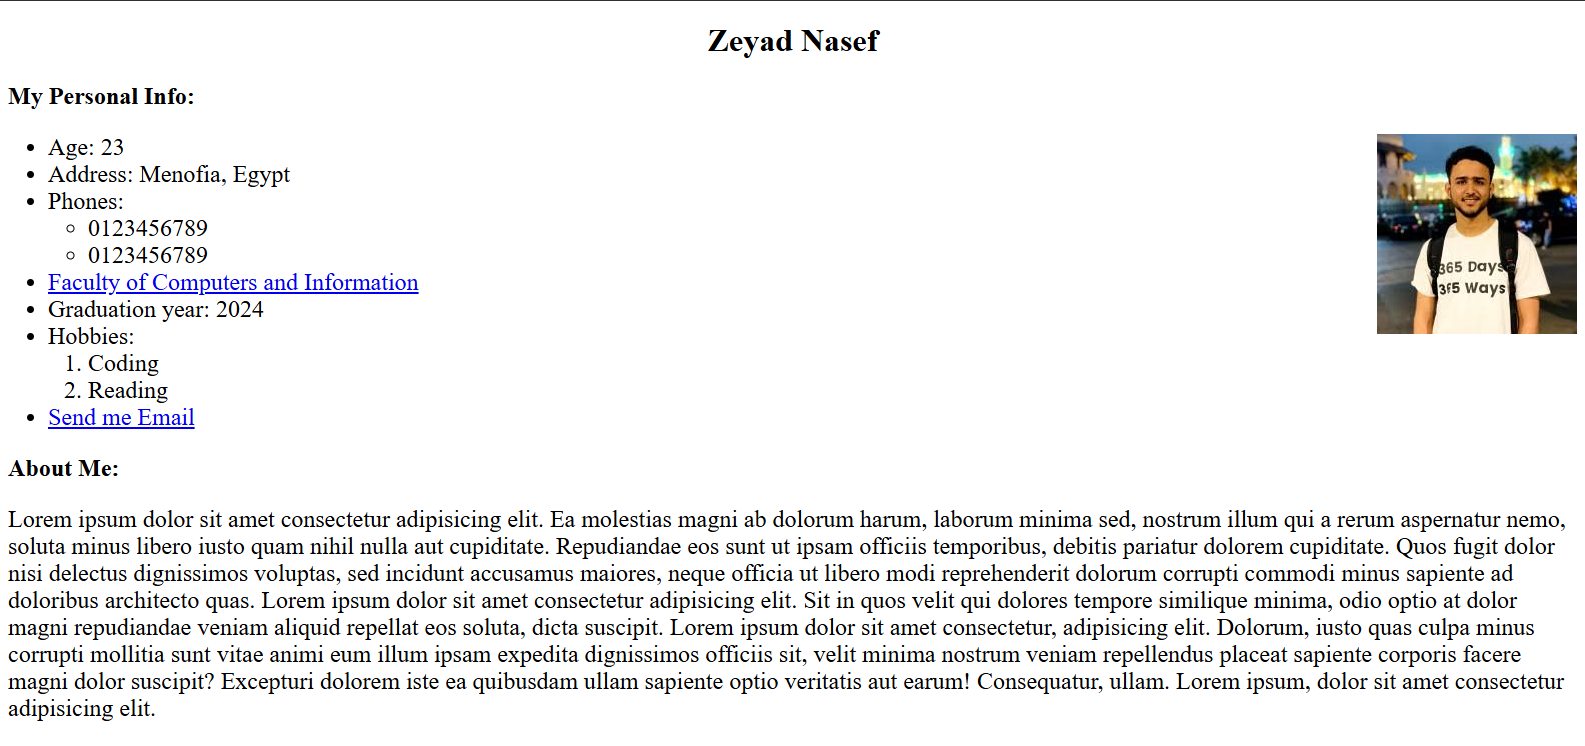 Zeyad Nasef
My Personal Info:
Age: 23
Address: Menofia, Egypt
Phones:
0123456789
0123456789
Faculty of Computers and Information
Graduation year: 2024
Hobbies:
1. Coding
2. Reading
Send me Email
365 Days
365 Ways
About Me:
Lorem ipsum dolor sit amet consectetur adipisicing elit. Ea molestias magni ab dolorum harum, laborum minima sed, nostrum illum qui a rerum aspernatur nemo,
soluta minus libero iusto quam nihil nulla aut cupiditate. Repudiandae eos sunt ut ipsam officiis temporibus, debitis pariatur dolorem cupiditate. Quos fugit dolor
nisi delectus dignissimos voluptas, sed incidunt accusamus maiores, neque officia ut libero modi reprehenderit dolorum corrupti commodi minus sapiente ad
doloribus architecto quas. Lorem ipsum dolor sit amet consectetur adipisicing elit. Sit in quos velit qui dolores tempore similique minima, odio optio at dolor
magni repudiandae veniam aliquid repellat eos soluta, dicta suscipit. Lorem ipsum dolor sit amet consectetur, adipisicing elit. Dolorum, iusto quas culpa minus
corrupti mollitia sunt vitae animi eum illum ipsam expedita dignissimos officiis sit, velit minima nostrum veniam repellendus placeat sapiente corporis facere
magni dolor suscipit? Excepturi dolorem iste ea quibusdam ullam sapiente optio veritatis aut earum! Consequatur, ullam. Lorem ipsum, dolor sit amet consectetur
adipisicing elit.